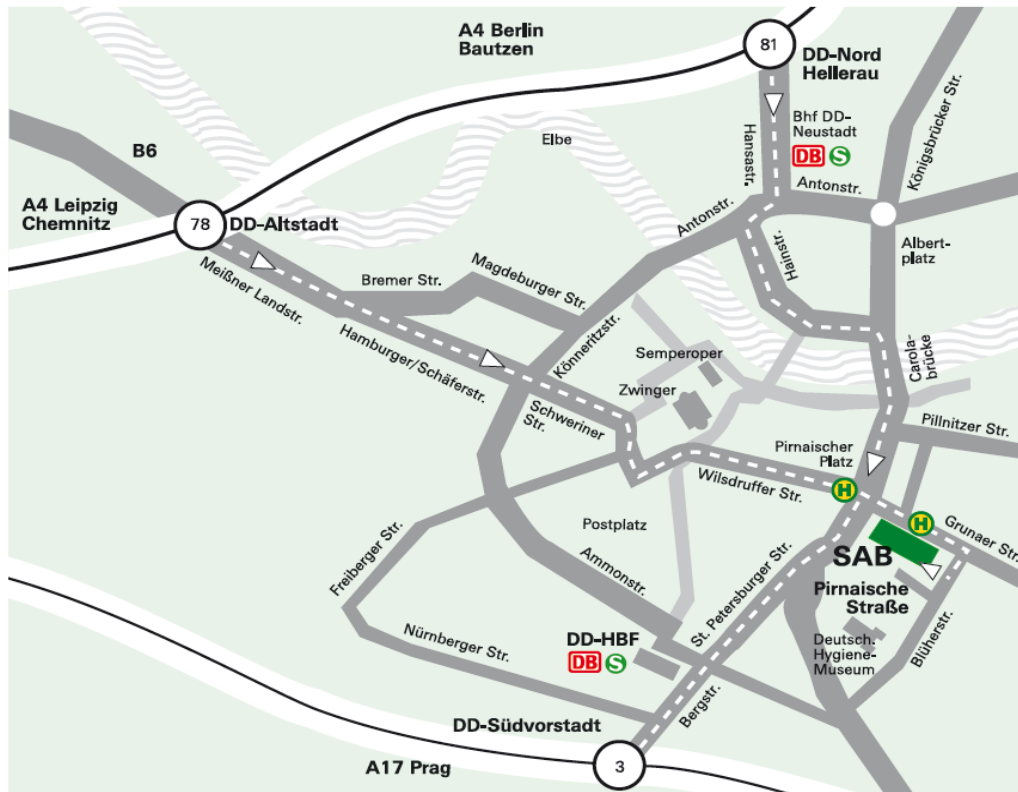 A4 Berlin
Bautzen
81
DD-Nord
Hellerau
Bhf DD-
Neustadt
DB S
Hansastr.
Königsbrücker Str.
Elbe
B6
Antonstr.
A4 Leipzig
Chemnitz
78
DD-Altstadt
Antonstr.
Hainstr.
Albert-
platz
Meißner Landstr.
Bremer Str.
Magdeburger Str.
Hamburger/Schäferstr.
Könneritzstr.
Semperoper
Zwinger
Carola-
brücke
Schweriner
Str.
Pillnitzer Str.
Pirnaischer
Platz
Wilsdruffer Str.
H
H
Grunaer Str.
Postplatz
Freiberger Str.
Ammonstr.
St. Petersburger Str.
SAB
Pirnaische
Straße
Nürnberger Str.
DD-HBF
DB S
Deutsch.
Hygiene-
Museum
Blüherstr.
Bergstr.
DD-Südvorstadt
3
A17 Prag